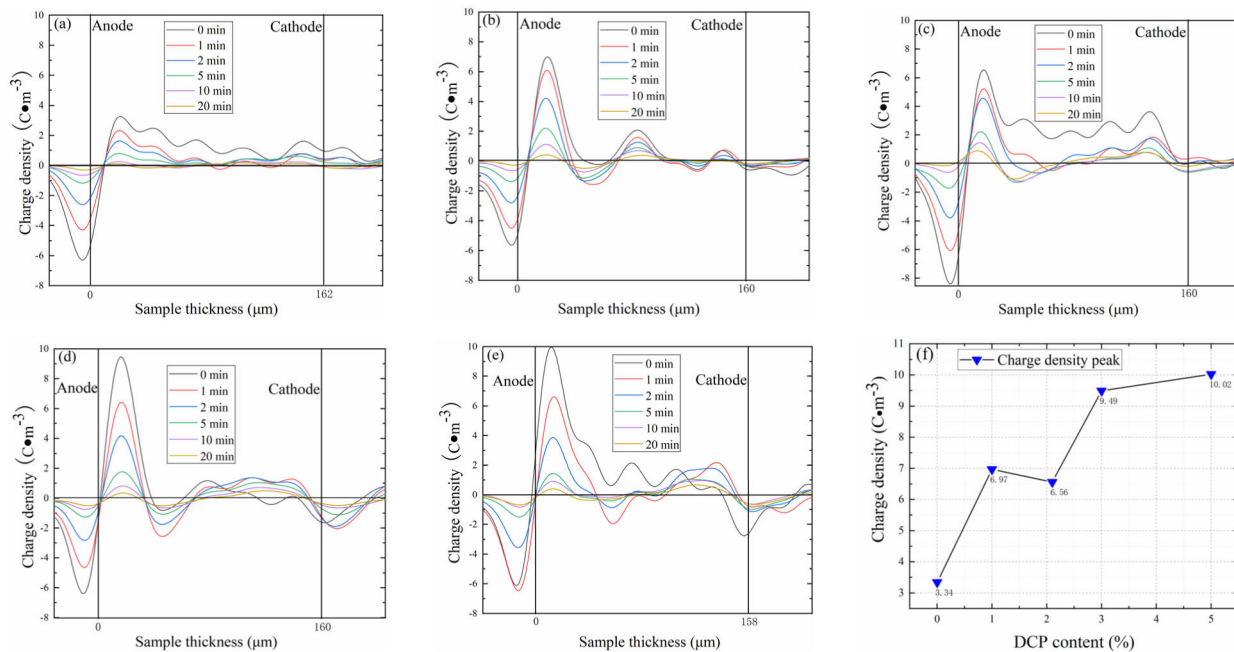 (a)
Anode
Cathode
0 min
1 min
2 min
5 min
10 min
20 min
10
8
6
4
2
0
-2
-4
-6
-8
Charge density (C●m⁻³)
0
162
Sample thickness (μm)
(b)
Anode
Cathode
0 min
1 min
2 min
5 min
10 min
20 min
10
8
6
4
2
0
-2
-4
-6
-8
Charge density (C●m⁻³)
0
160
Sample thickness (μm)
(c)
Anode
Cathode
0 min
1 min
2 min
5 min
10 min
20 min
10
8
6
4
2
0
-2
-4
-6
-8
Charge density (C●m⁻³)
0
160
Sample thickness (μm)
(d)
Anode
Cathode
0 min
1 min
2 min
5 min
10 min
20 min
10
8
6
4
2
0
-2
-4
-6
-8
Charge density (C●m⁻³)
0
160
Sample thickness (μm)
(e)
Anode
Cathode
0 min
1 min
2 min
5 min
10 min
20 min
10
8
6
4
2
0
-2
-4
-6
-8
Charge density (C●m⁻³)
0
158
Sample thickness (μm)
(f)
Charge density peak
11
10
9
8
7
6
5
4
3
Charge density (C●m⁻³)
3.34
6.97
6.56
9.49
10.02
0
1
2
3
4
5
DCP content (%)